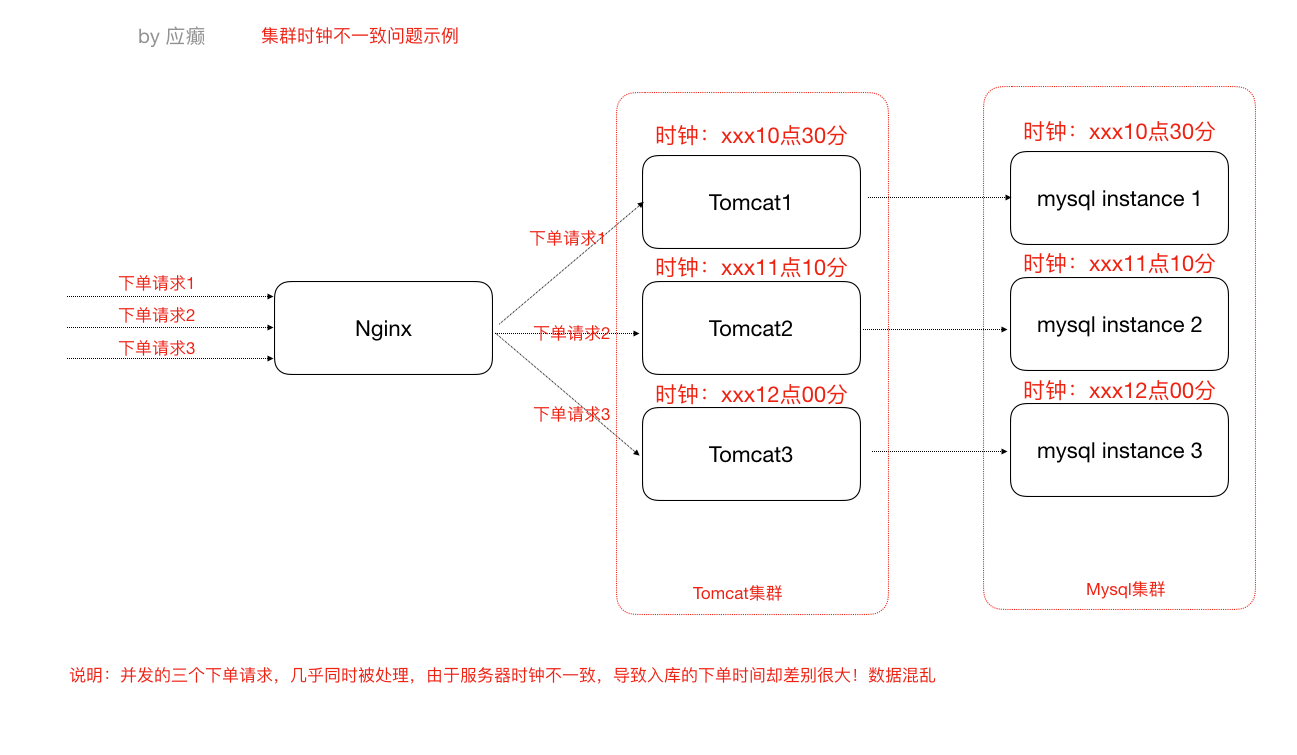 by 应癫
集群时钟不一致问题示例
下单请求1
下单请求2
下单请求3
Nginx
下单请求1
下单请求2
下单请求3
时钟：xxx10点30分
Tomcat1
时钟：xxx11点10分
Tomcat2
时钟：xxx12点00分
Tomcat3
Tomcat集群
时钟：xxx10点30分
mysql instance 1
时钟：xxx11点10分
mysql instance 2
时钟：xxx12点00分
mysql instance 3
Mysql集群
说明：并发的三个下单请求，几乎同时被处理，由于服务器时钟不一致，导致入库的下单时间却差别很大！数据混乱